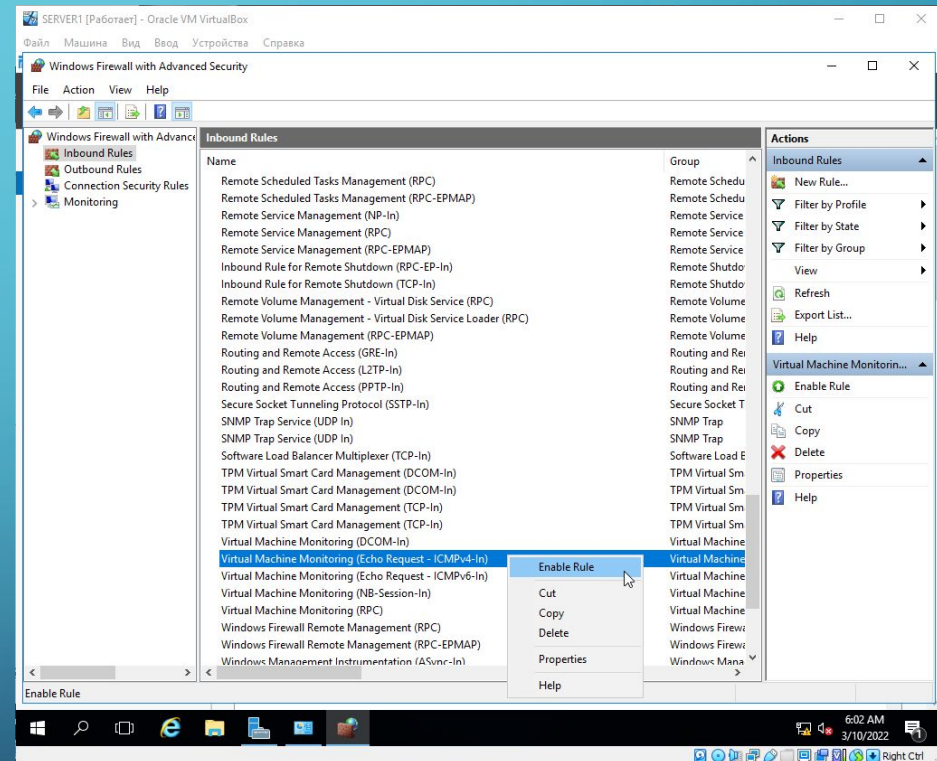 SERVER1 [Работает] - Oracle VM VirtualBox
Файл Машина Вид Ввод Устройства Справка
Windows Firewall with Advanced Security
File Action View Help
Windows Firewall with Advance
Inbound Rules
Outbound Rules
Connection Security Rules
Monitoring
Inbound Rules
Name Group
Remote Scheduled Tasks Management (RPC) Remote Schedu
Remote Scheduled Tasks Management (RPC-EPMAP) Remote Schedu
Remote Service Management (NP-In) Remote Service
Remote Service Management (RPC) Remote Service
Remote Service Management (RPC-EPMAP) Remote Service
Inbound Rule for Remote Shutdown (RPC-EP-In) Remote Shutdo
Inbound Rule for Remote Shutdown (TCP-In) Remote Shutdo
Remote Volume Management - Virtual Disk Service (RPC) Remote Volume
Remote Volume Management - Virtual Disk Service Loader (RPC) Remote Volume
Remote Volume Management (RPC-EPMAP) Remote Volume
Routing and Remote Access (GRE-In) Routing and Re
Routing and Remote Access (L2TP-In) Routing and Re
Routing and Remote Access (PPTP-In) Routing and Re
Secure Socket Tunneling Protocol (SSTP-In) Secure Socket T
SNMP Trap Service (UDP In) SNMP Trap
SNMP Trap Service (UDP In) SNMP Trap
Software Load Balancer Multiplexer (TCP-In) Software Load B
TPM Virtual Smart Card Management (DCOM-In) TPM Virtual Sm
TPM Virtual Smart Card Management (DCOM-In) TPM Virtual Sm
TPM Virtual Smart Card Management (TCP-In) TPM Virtual Sm
TPM Virtual Smart Card Management (TCP-In) TPM Virtual Sm
Virtual Machine Monitoring (DCOM-In) Virtual Machine
Virtual Machine Monitoring (Echo Request - ICMPv4-In) Virtual Machine
Virtual Machine Monitoring (Echo Request - ICMPv6-In) Virtual Machine
Virtual Machine Monitoring (NB-Session-In) Virtual Machine
Virtual Machine Monitoring (RPC) Virtual Machine
Windows Firewall Remote Management (RPC) Windows Firewa
Windows Firewall Remote Management (RPC-EPMAP) Windows Firewa
Windows Management Instrumentation (ASync-In) Windows Mana
Enable Rule
Cut
Copy
Delete
Properties
Help
Actions
Inbound Rules
New Rule...
Filter by Profile
Filter by State
Filter by Group
View
Refresh
Export List...
Help
Virtual Machine Monitorin...
Enable Rule
Cut
Copy
Delete
Properties
Help
Enable Rule
6:02 AM
3/10/2022
Right Ctrl